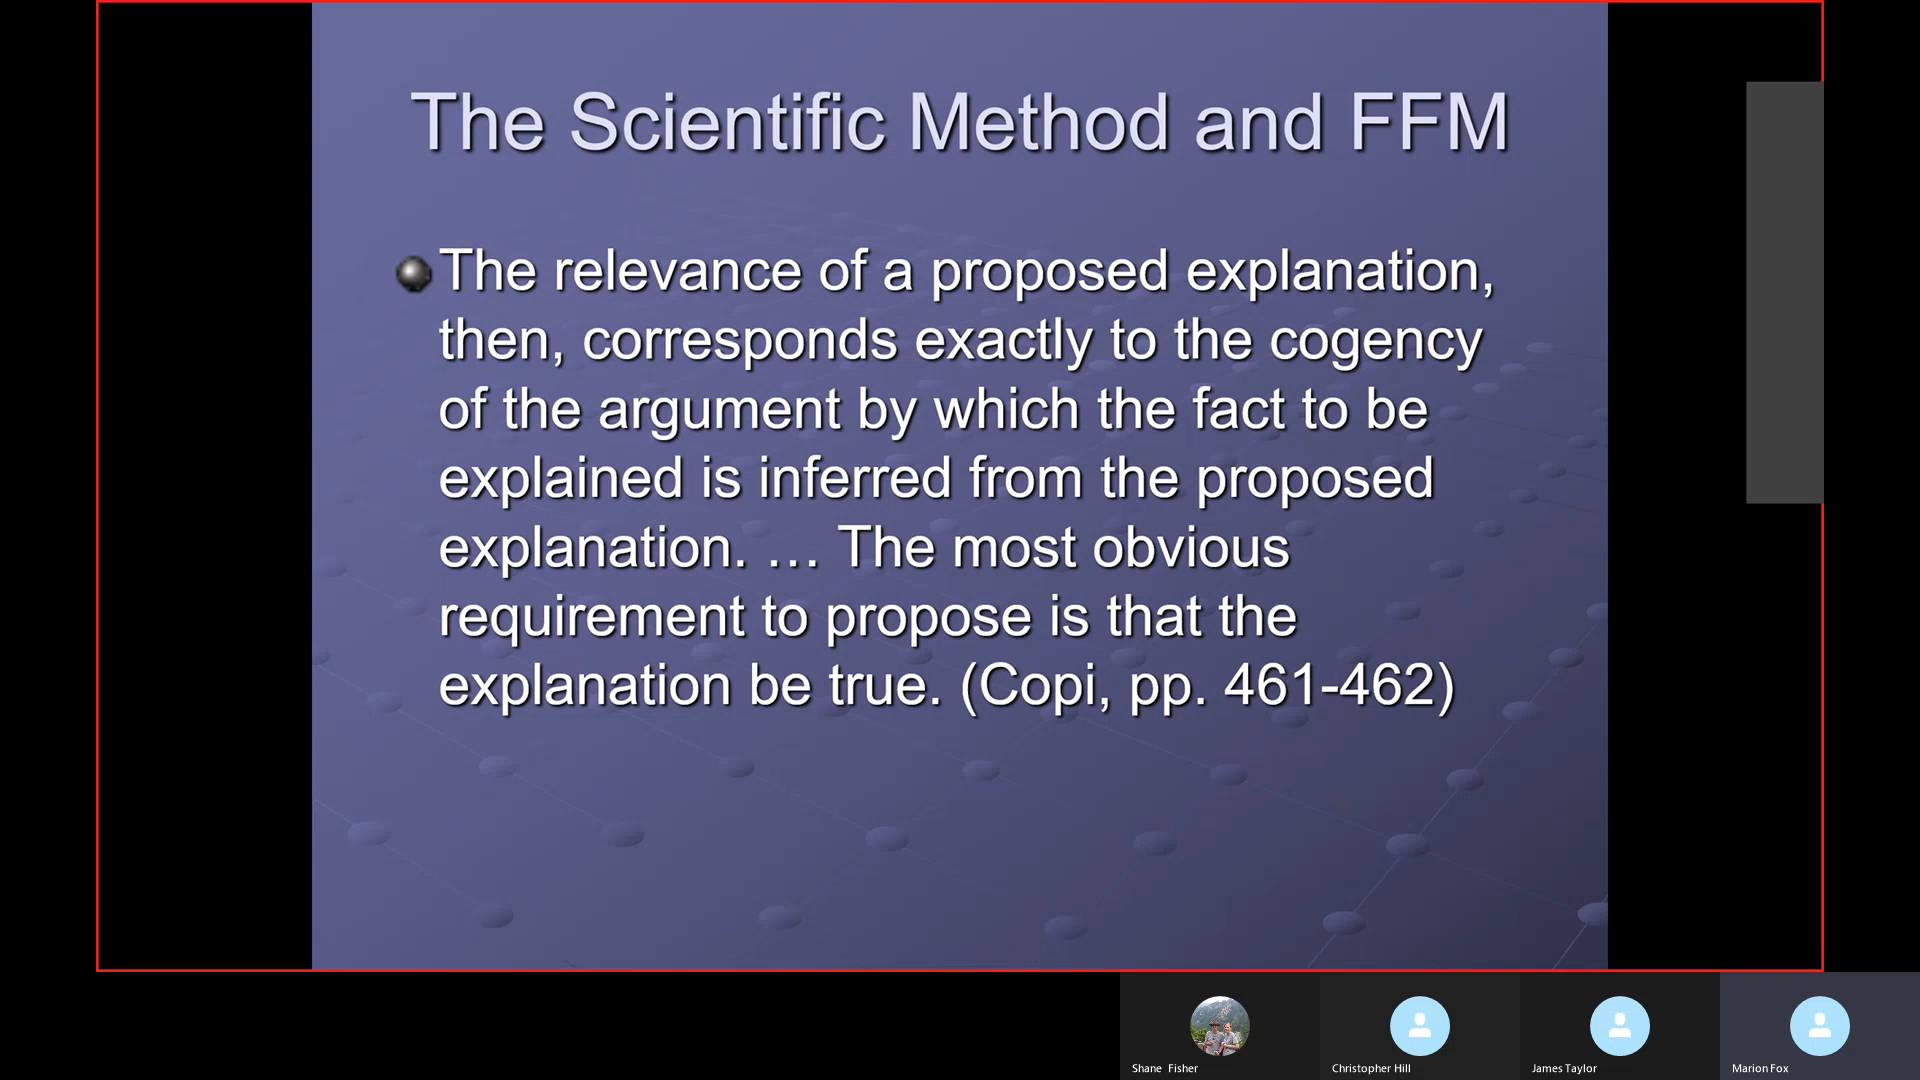 The Scientific Method and FFM
The relevance of a proposed explanation,
then, corresponds exactly to the cogency
of the argument by which the fact to be
explained is inferred from the proposed
explanation. … The most obvious
requirement to propose is that the
explanation be true. (Copi, pp. 461-462)
Shane  Fisher
Christopher Hill
James Taylor
Marion Fox